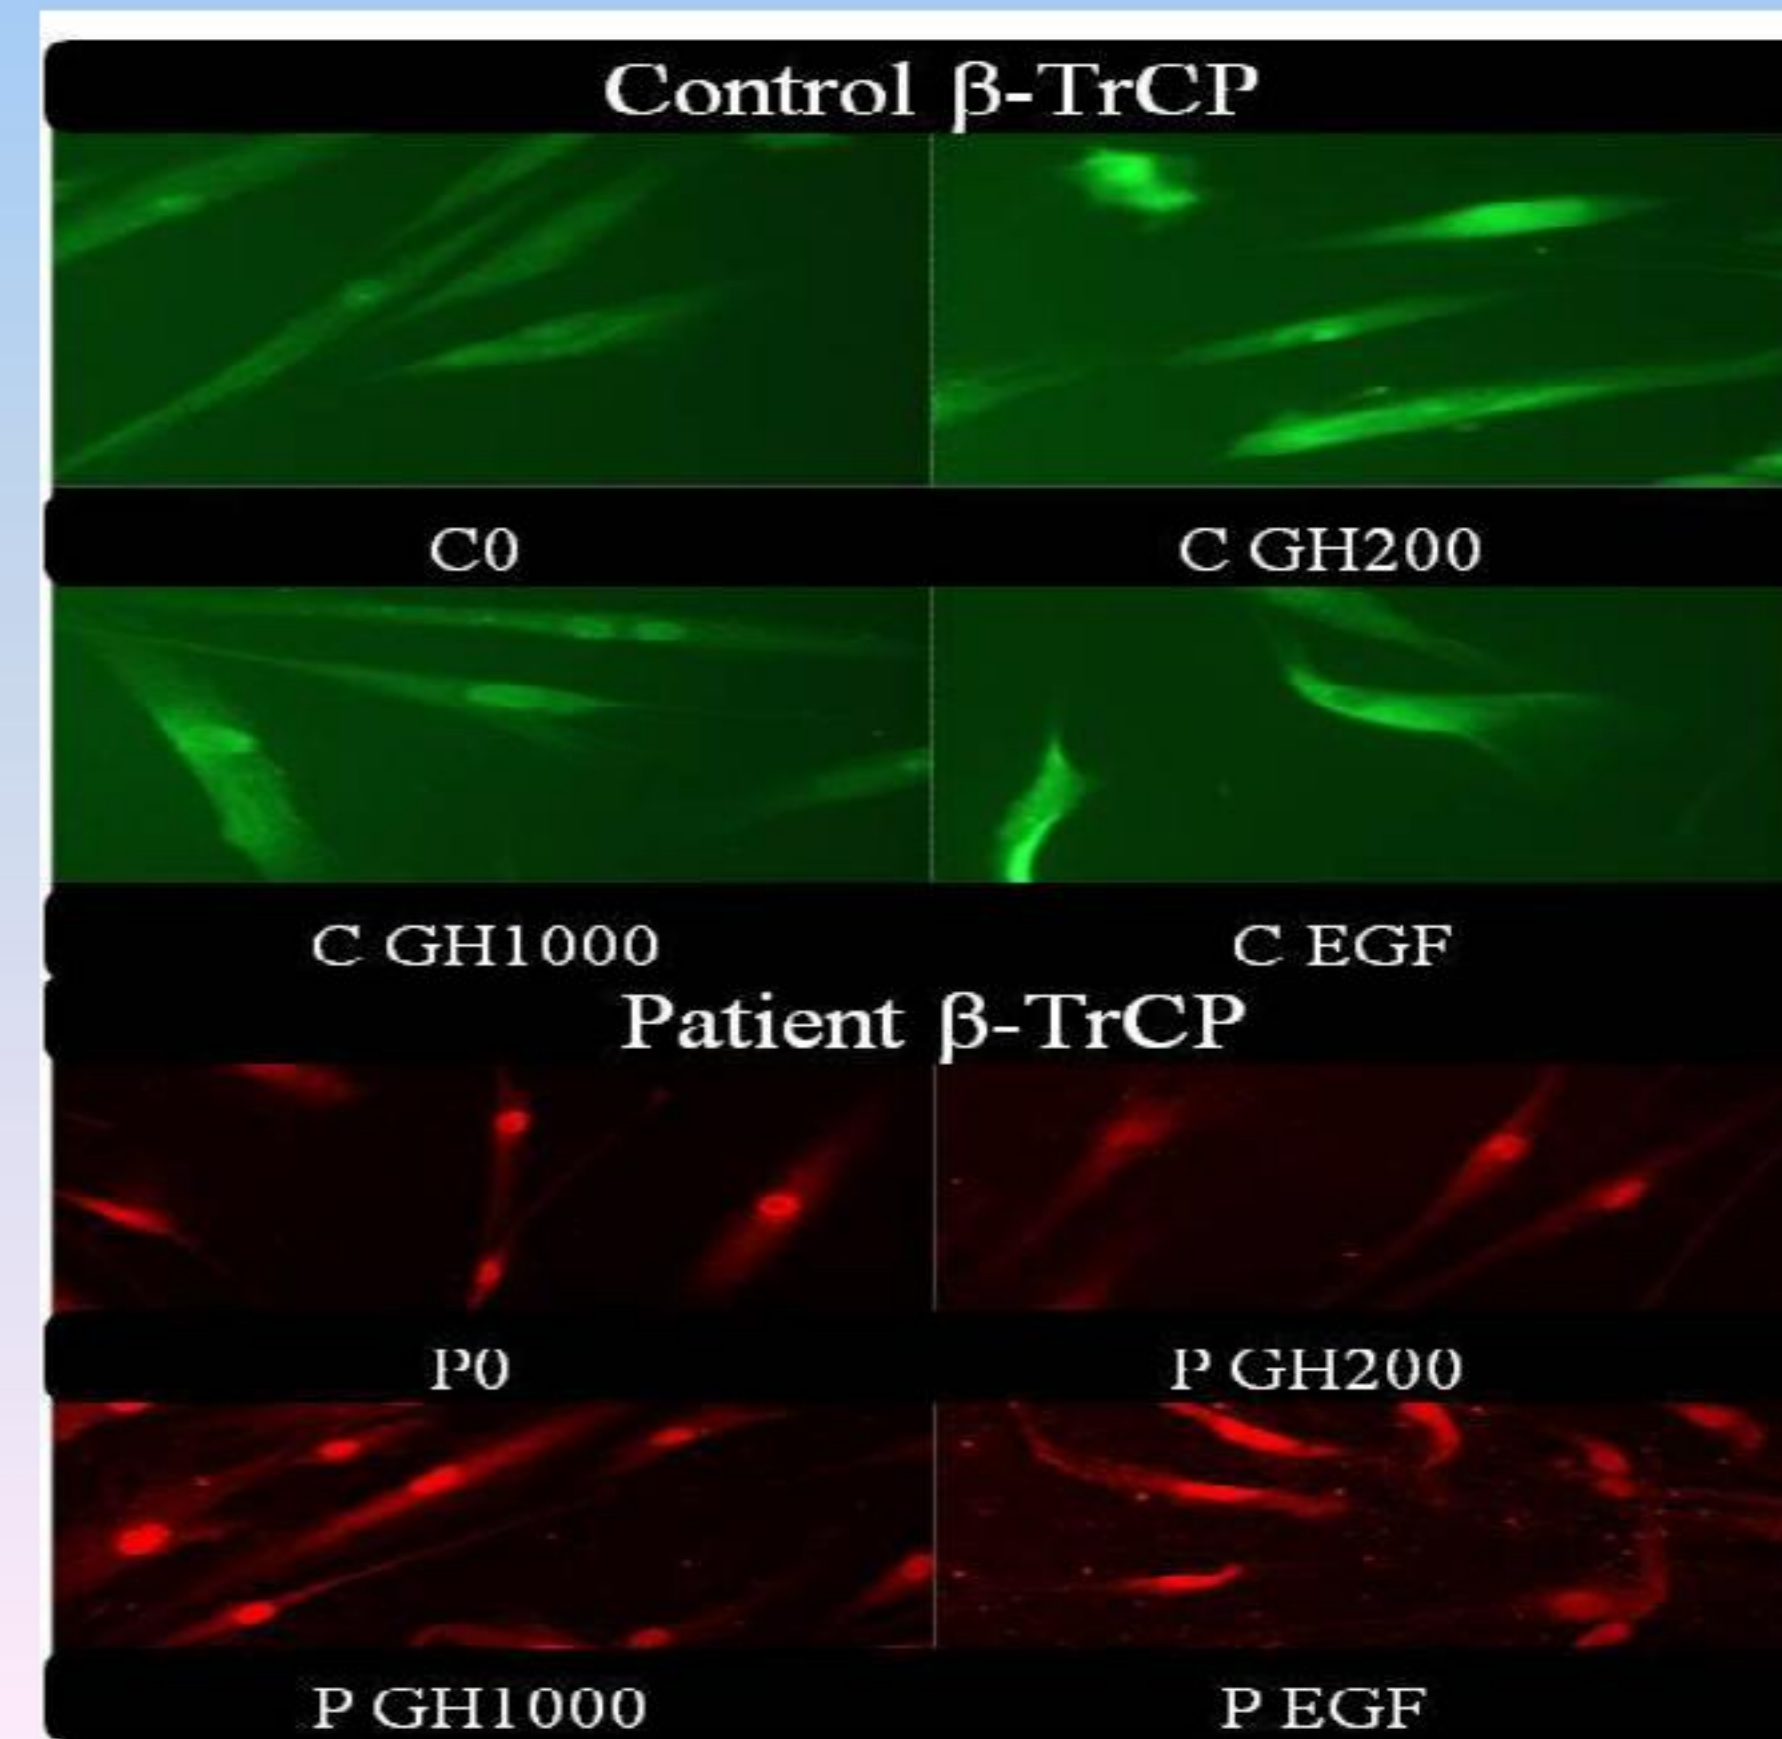 Control β-TrCP
C0 C GH200
C GH1000 C EGF
Patient β-TrCP
P0 P GH200
P GH1000 P EGF